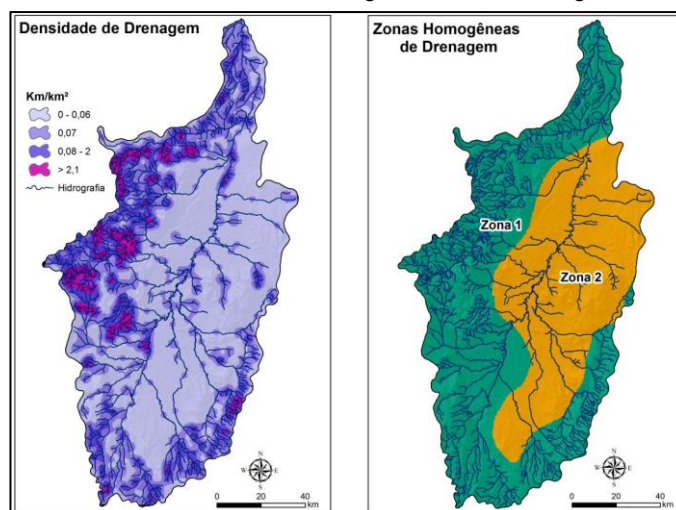 Densidade de Drenagem
Km/km²
0 - 0,06
0,07
0,08 - 2
> 2,1
Hidrografia
N
W
E
S
0
20
40
km
Zonas Homogêneas
de Drenagem
Zona 1
Zona 2
N
W
E
S
0
20
40
km